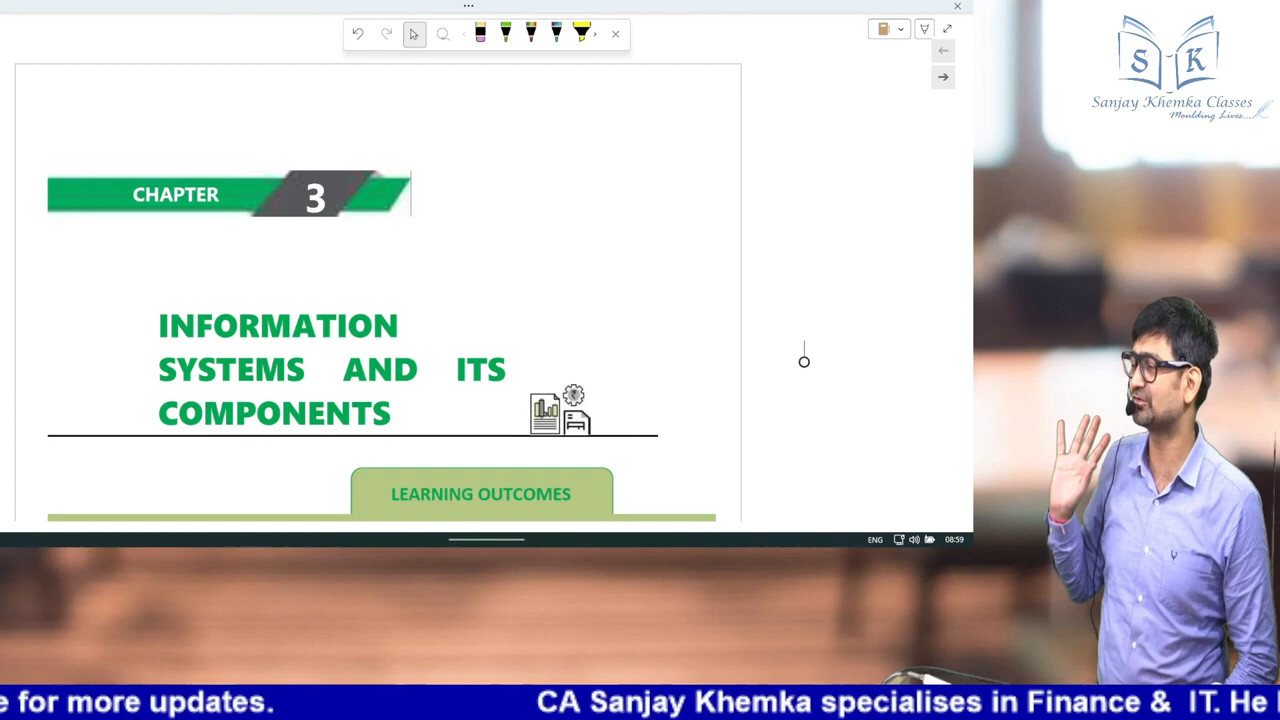 S K
Sanjay Khemka Classes
Moulding Lives...
CHAPTER 3
INFORMATION
SYSTEMS AND ITS
COMPONENTS
LEARNING OUTCOMES
ENG 08:59
e for more updates. CA Sanjay Khemka specialises in Finance & IT. He